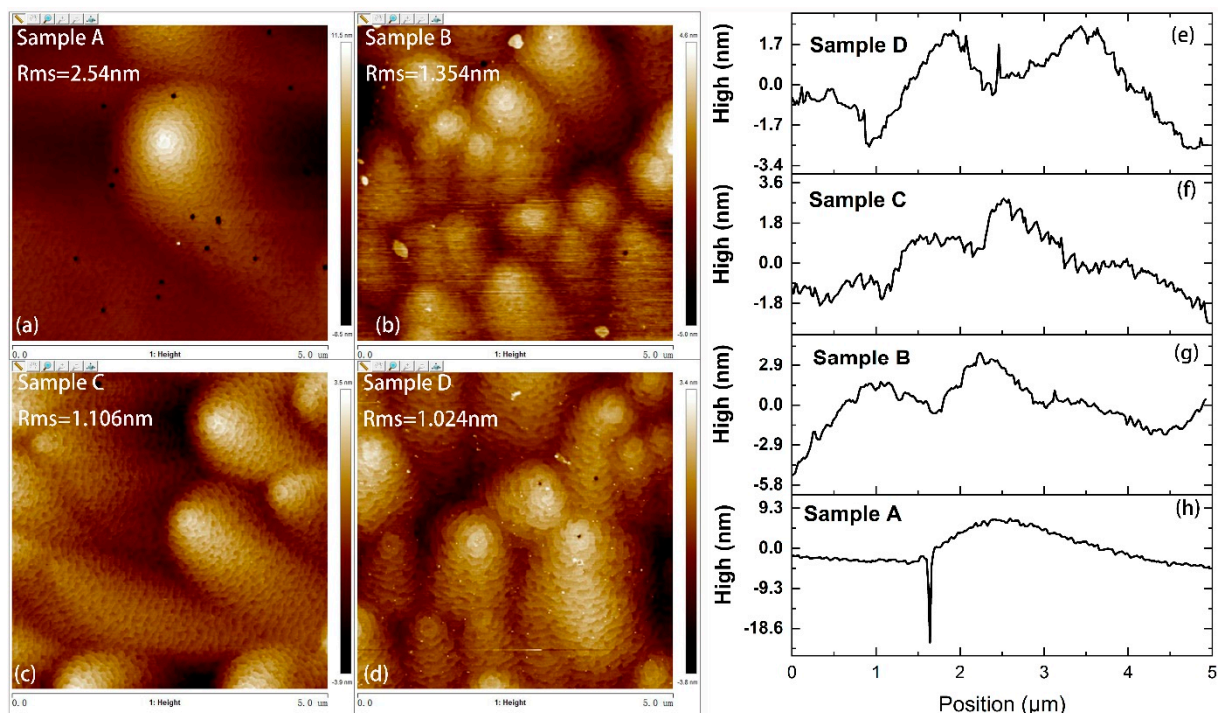 Sample A
Rms=2.54nm
11.5 nm
-8.5 nm
(a)
0.0
1: Height
5.0 um
Sample B
Rms=1.354nm
4.6 nm
-5.0 nm
(b)
0.0
1: Height
5.0 um
Sample C
Rms=1.106nm
3.5 nm
-3.9 nm
(c)
0.0
1: Height
5.0 um
Sample D
Rms=1.024nm
3.4 nm
-3.8 nm
(d)
0.0
1: Height
5.0 um
Sample D
(e)
High (nm)
1.7
0.0
-1.7
-3.4
Sample C
(f)
High (nm)
3.6
1.8
0.0
-1.8
Sample B
(g)
High (nm)
2.9
0.0
-2.9
-5.8
Sample A
(h)
High (nm)
9.3
0.0
-9.3
-18.6
0 1 2 3 4 5
Position (µm)